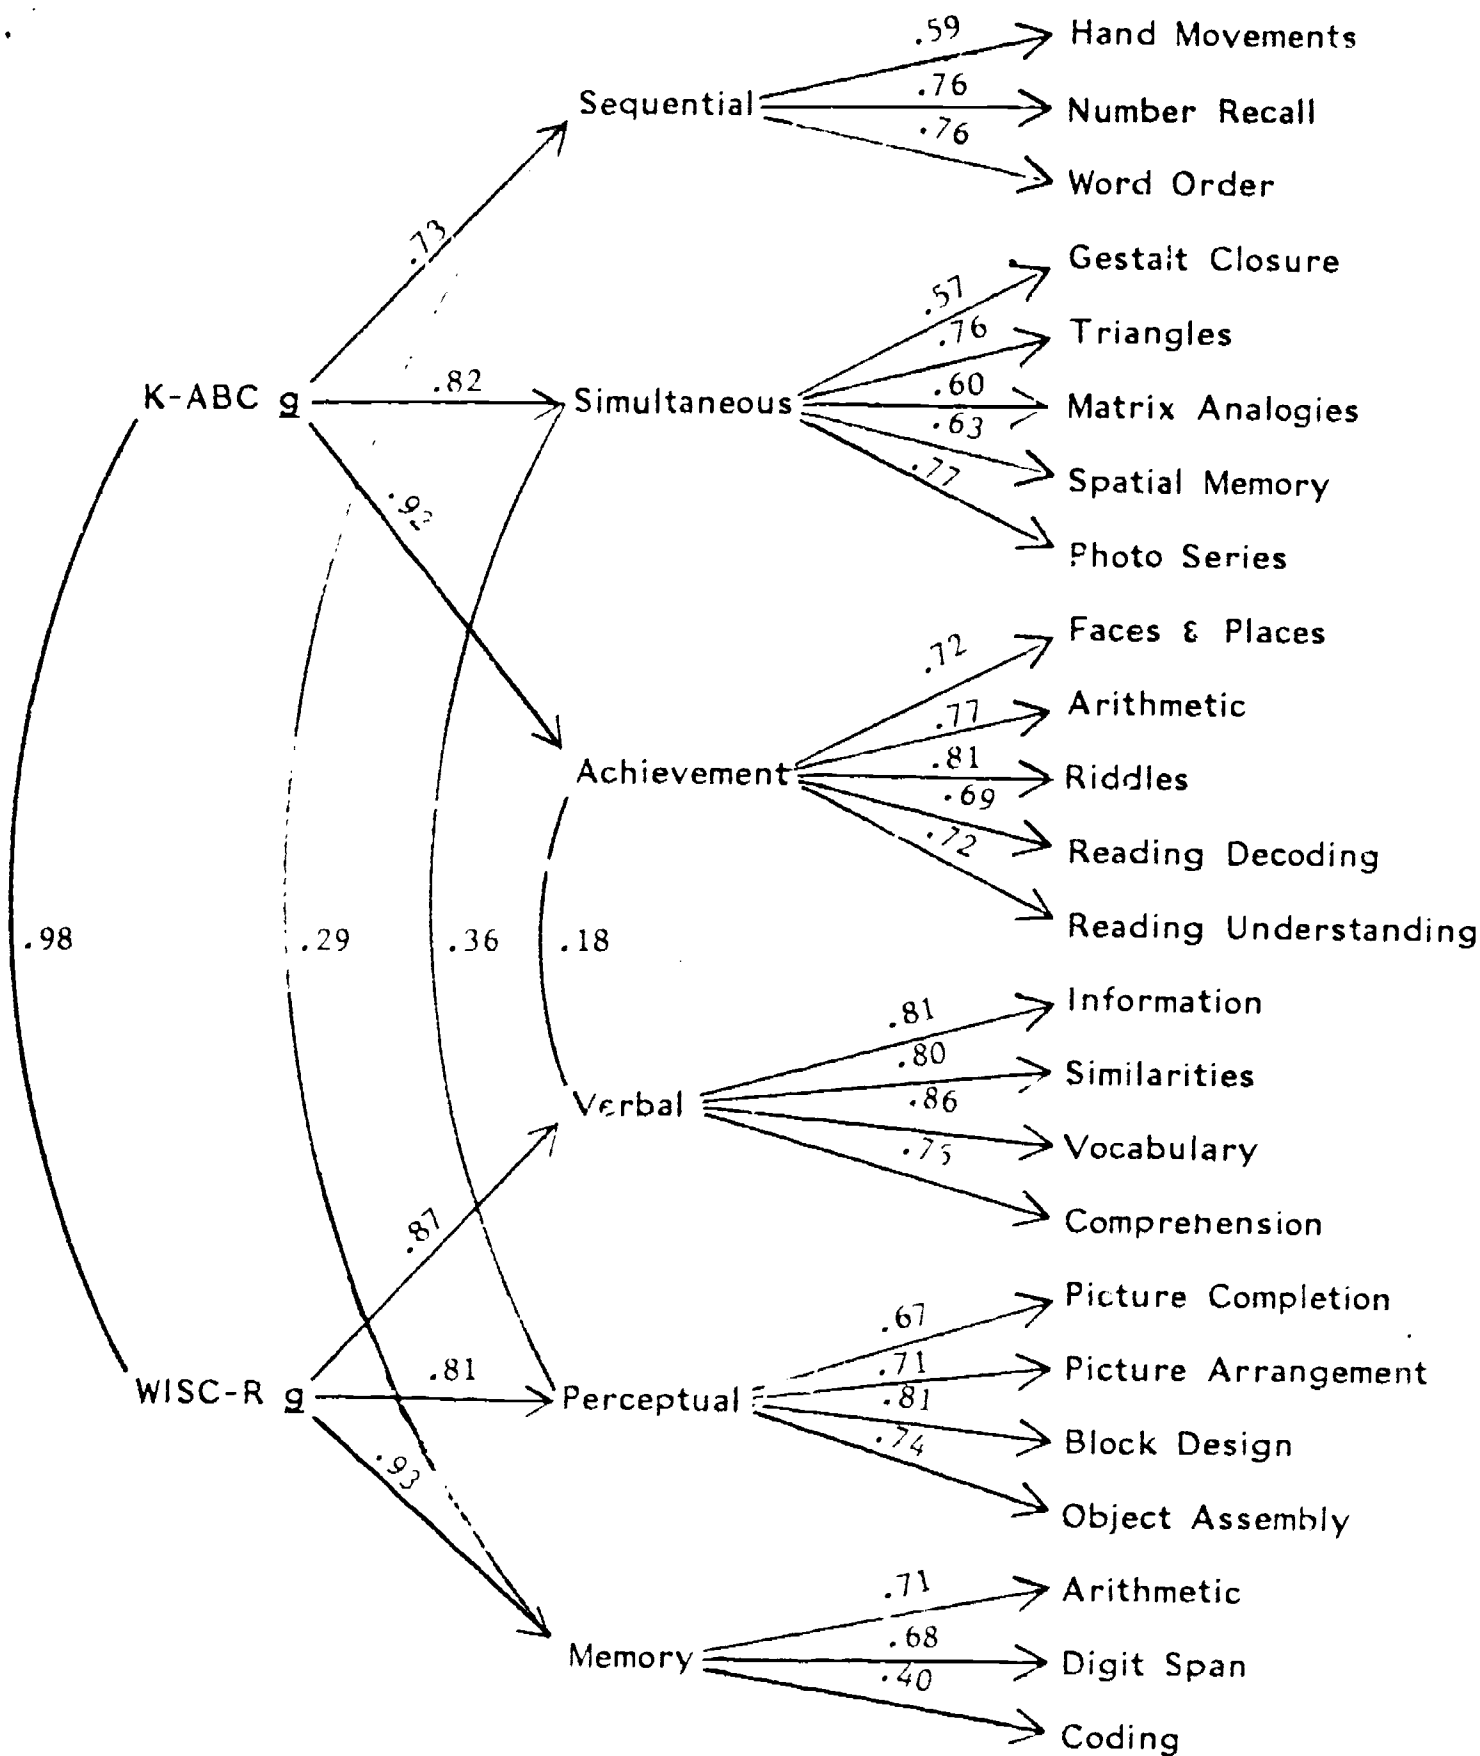 .59 Hand Movements
Sequential .76 Number Recall
.76 Word Order
.73
Gestalt Closure
.57
.76 Triangles
K-ABC g .82 Simultaneous .60 Matrix Analogies
.63 Spatial Memory
.77 Photo Series
.92
.72 Faces & Places
.77 Arithmetic
Achievement .81 Riddles
.69 Reading Decoding
.72 Reading Understanding
.98 .29 .36 .18
.81 Information
.80 Similarities
Verbal .86 Vocabulary
.75 Comprehension
.87
.67 Picture Completion
WISC-R g .81 Perceptual .71 Picture Arrangement
.81 Block Design
.74 Object Assembly
.93
.71 Arithmetic
Memory .68 Digit Span
.40 Coding